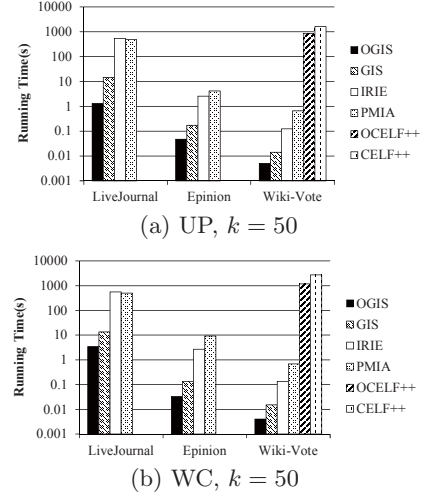 10000
1000
100
10
1
0.1
0.01
0.001
Running Time(s)
LiveJournal Epinion Wiki-Vote
OGIS
GIS
IRIE
PMIA
OCELF++
CELF++
(a) UP, k = 50
10000
1000
100
10
1
0.1
0.01
0.001
Running Time(s)
LiveJournal Epinion Wiki-Vote
OGIS
GIS
IRIE
PMIA
OCELF++
CELF++
(b) WC, k = 50